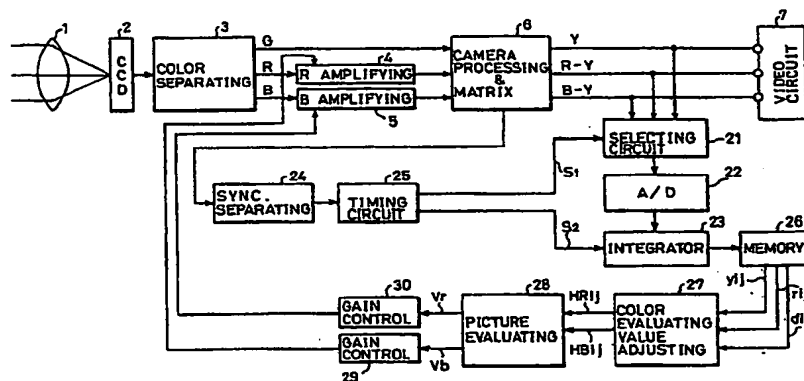 1
2
CCD
3
COLOR SEPARATING
G
R
B
4
R AMPLIFYING
B AMPLIFYING
5
6
CAMERA PROCESSING & MATRIX
Y
R-Y
B-Y
7
VIDEO CIRCUIT
SELECTING CIRCUIT
21
S1
A/D
22
24
SYNC. SEPARATING
25
TIMING CIRCUIT
S2
23
INTEGRATOR
26
MEMORY
yij
ri
di
27
COLOR EVALUATING VALUE ADJUSTING
HRij
HBij
28
PICTURE EVALUATING
Vr
Vb
30
GAIN CONTROL
GAIN CONTROL
29